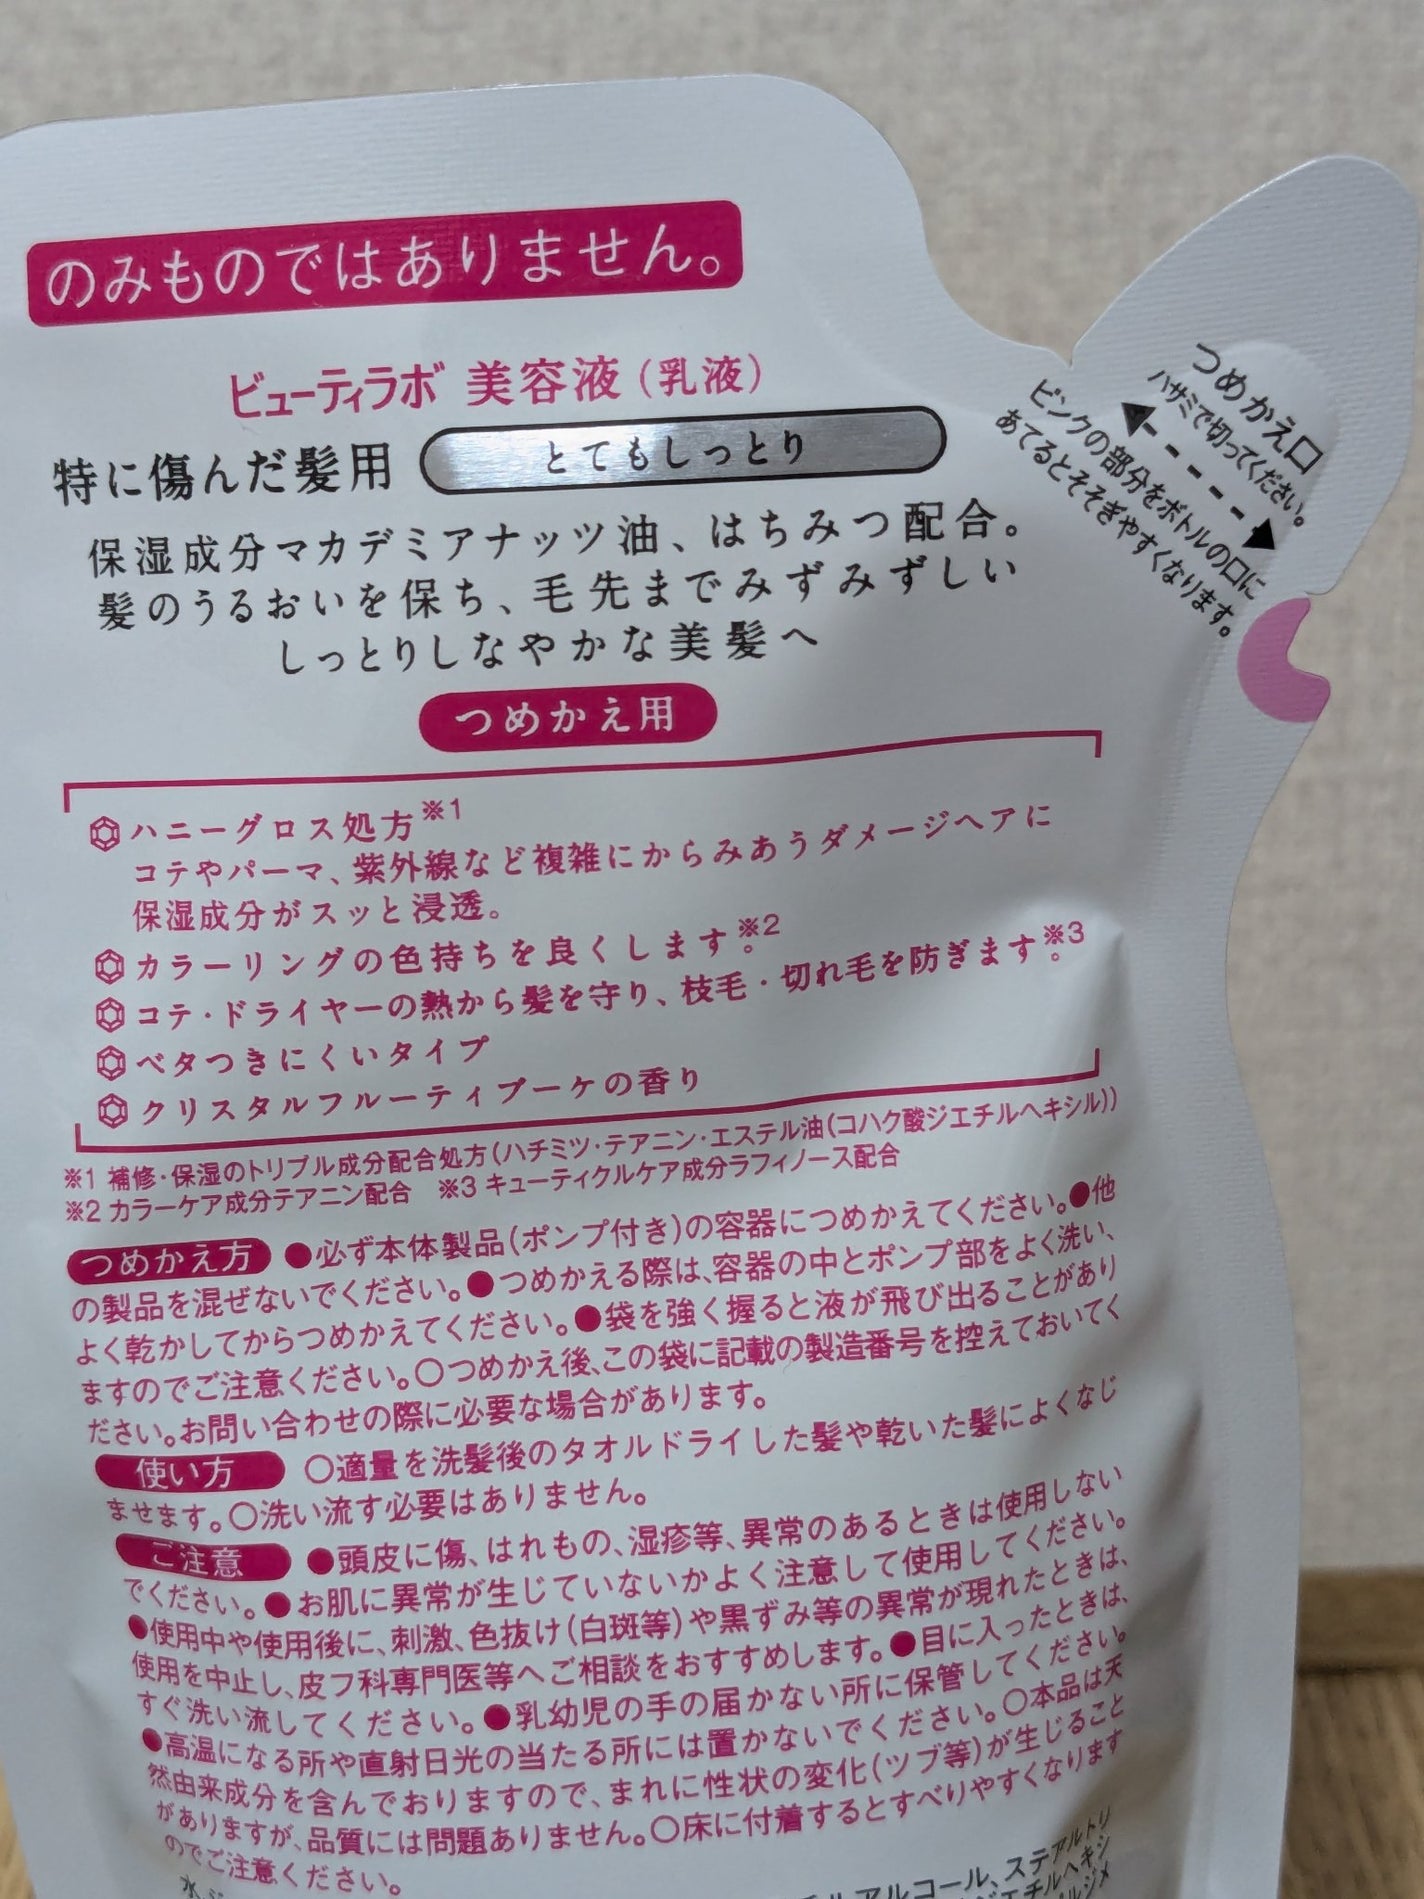 のみものではありません。
ビューティラボ 美容液（乳液）
特に傷んだ髪用 とてもしっとり
保湿成分マカデミアナッツ油、はちみつ配合。
髪のうるおいを保ち、毛先までみずみずしい
しっとりしなやかな美髪へ
つめかえ用
つめかえ口
ハサミで切ってください。
ピンクの部分をボトルの口に
あてるとそそぎやすくなります。
ハニーグロス処方※1
コテやパーマ、紫外線など複雑にからみあうダメージヘアに
保湿成分がスッと浸透。
カラーリングの色持ちを良くします。※2
コテ・ドライヤーの熱から髪を守り、枝毛・切れ毛を防ぎます。※3
ベタつきにくいタイプ
クリスタルフルーティブーケの香り
※1 補修・保湿のトリプル成分配合処方（ハチミツ・テアニン・エステル油（コハク酸ジエチルヘキシル））
※2 カラーケア成分テアニン配合 ※3 キューティクルケア成分ラフィノース配合
つめかえ方 ●必ず本体製品（ポンプ付き）の容器につめかえてください。●他
の製品を混ぜないでください。●つめかえる際は、容器の中とポンプ部をよく洗い、
よく乾かしてからつめかえてください。●袋を強く握ると液が飛び出ることがあり
ますのでご注意ください。○つめかえ後、この袋に記載の製造番号を控えておいてく
ださい。お問い合わせの際に必要な場合があります。
使い方 ○適量を洗髪後のタオルドライした髪や乾いた髪によくなじ
ませます。○洗い流す必要はありません。
ご注意 ●頭皮に傷、はれもの、湿疹等、異常のあるときは使用しない
でください。●お肌に異常が生じていないかよく注意して使用してください。
●使用中や使用後に、刺激、色抜け（白斑等）や黒ずみ等の異常が現れたときは、
使用を中止し、皮フ科専門医等へご相談をおすすめします。●目に入ったときは、
すぐ洗い流してください。●乳幼児の手の届かない所に保管してください。
●高温になる所や直射日光の当たる所には置かないでください。○本品は天
然由来成分を含んでおりますので、まれに性状の変化（ツブ等）が生じること
がありますが、品質には問題ありません。○床に付着するとすべりやすくなります
のでご注意ください。
アルコール、ステアルトリ
ジエチルヘキシ